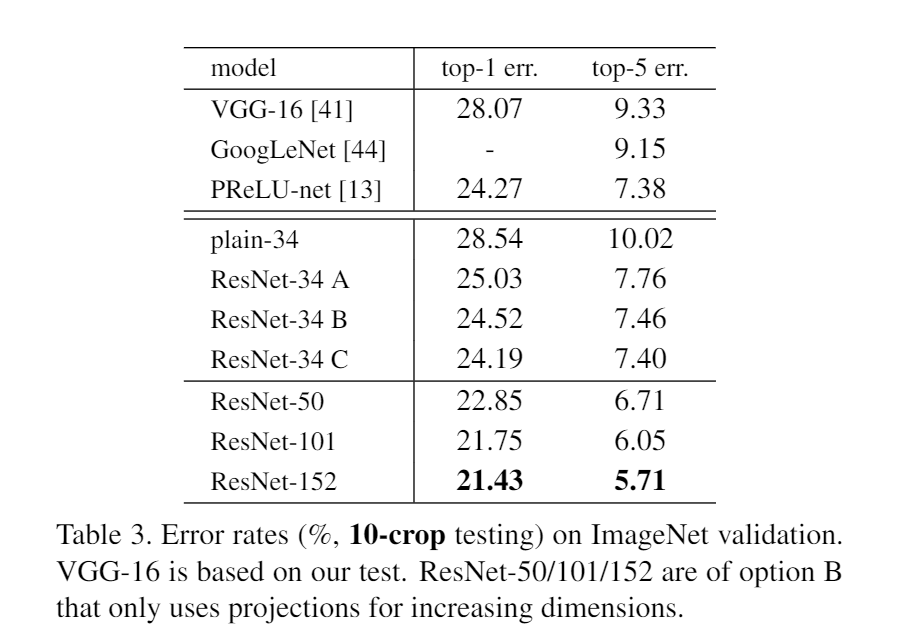 model top-1 err. top-5 err.
VGG-16 [41] 28.07 9.33
GoogLeNet [44] - 9.15
PReLU-net [13] 24.27 7.38
plain-34 28.54 10.02
ResNet-34 A 25.03 7.76
ResNet-34 B 24.52 7.46
ResNet-34 C 24.19 7.40
ResNet-50 22.85 6.71
ResNet-101 21.75 6.05
ResNet-152 21.43 5.71
Table 3. Error rates (%, 10-crop testing) on ImageNet validation.
VGG-16 is based on our test. ResNet-50/101/152 are of option B
that only uses projections for increasing dimensions.